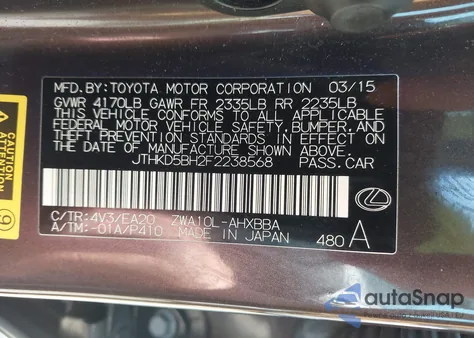 MFD.BY:TOYOTA MOTOR CORPORATION 03/15
GVWR 4170LB GAWR FR 2335LB RR 2235LB
THIS VEHICLE CONFORMS TO ALL APPLICABLE
FEDERAL MOTOR VEHICLE SAFETY,BUMPER,AND
THEFT PREVENTION STANDARDS IN EFFECT ON
THE DATE OF MANUFACTURE SHOWN ABOVE.
JTHKD5BH2F2238568 PASS.CAR
C/TR:4V3/EA20 ZWA10L-AHXBBA
A/TM:-01A/P410 MADE IN JAPAN 480 A
CAUTION
autoSnap